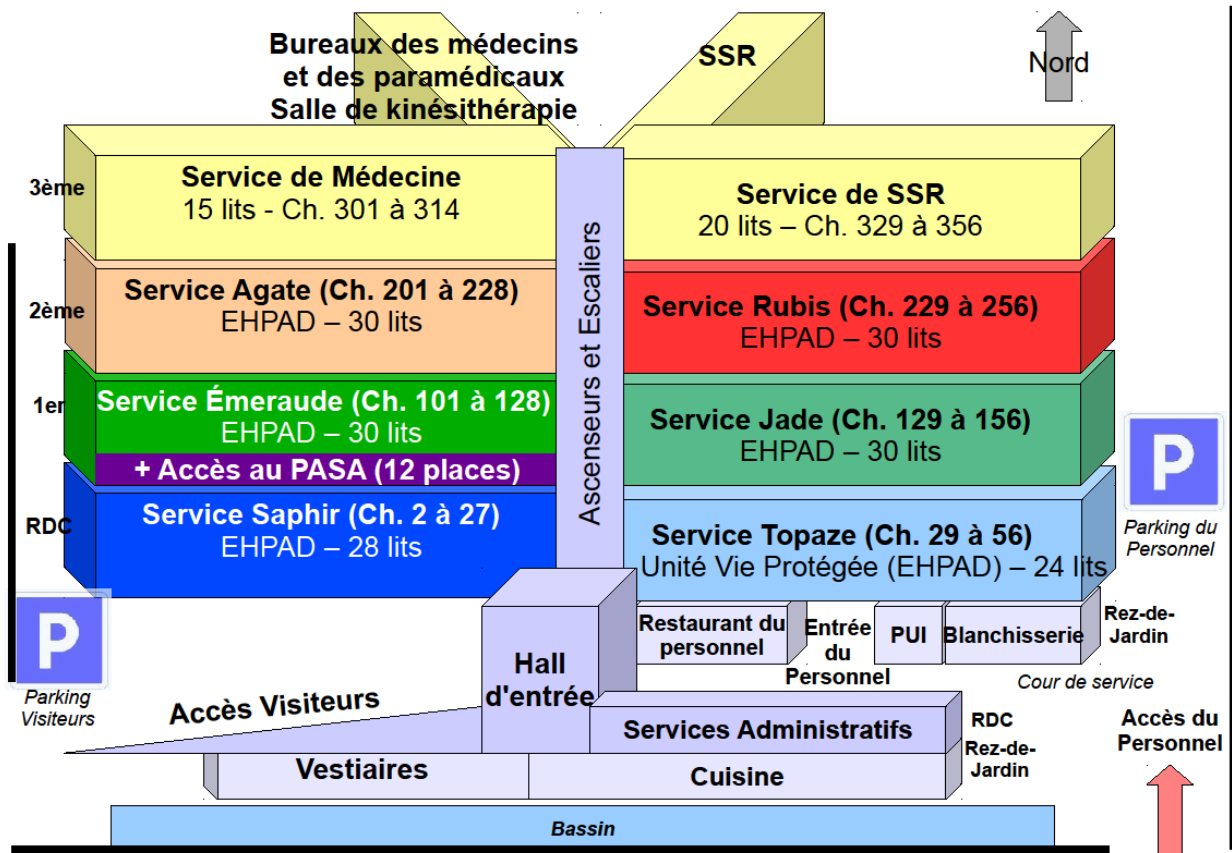 Bureaux des médecins
et des paramédicaux
Salle de kinésithérapie
SSR
Nord
3ème
Service de Médecine
15 lits - Ch. 301 à 314
Service de SSR
20 lits – Ch. 329 à 356
Ascenseurs et Escaliers
2ème
Service Agate (Ch. 201 à 228)
EHPAD – 30 lits
Service Rubis (Ch. 229 à 256)
EHPAD – 30 lits
1er
Service Émeraude (Ch. 101 à 128)
EHPAD – 30 lits
+ Accès au PASA (12 places)
Service Jade (Ch. 129 à 156)
EHPAD – 30 lits
P
Parking du
Personnel
RDC
Service Saphir (Ch. 2 à 27)
EHPAD – 28 lits
Service Topaze (Ch. 29 à 56)
Unité Vie Protégée (EHPAD) – 24 lits
P
Parking
Visiteurs
Accès Visiteurs
Hall
d'entrée
Restaurant du
personnel
Entrée
du
Personnel
PUI
Blanchisserie
Rez-de-
Jardin
Cour de service
Services Administratifs
RDC
Accès du
Personnel
Vestiaires
Cuisine
Rez-de-
Jardin
Bassin